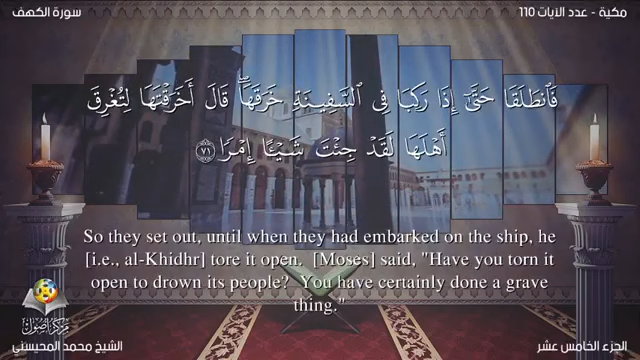 مكية - عدد الآيات 110
سورة الكهف
فَٱنطَلَقَا حَتَّىٰٓ إِذَا رَكِبَا فِى ٱلسَّفِينَةِ خَرَقَهَا ۖ قَالَ أَخَرَقْتَهَا لِتُغْرِقَ
أَهْلَهَا لَقَدْ جِئْتَ شَيْـًٔا إِمْرًا ٧١
So they set out, until when they had embarked on the ship, he
[i.e., al-Khidhr] tore it open.  [Moses] said, "Have you torn it
open to drown its people?  You have certainly done a grave
thing."
مركز أصول
الجزء الخامس عشر
الشيخ محمد المحيسني